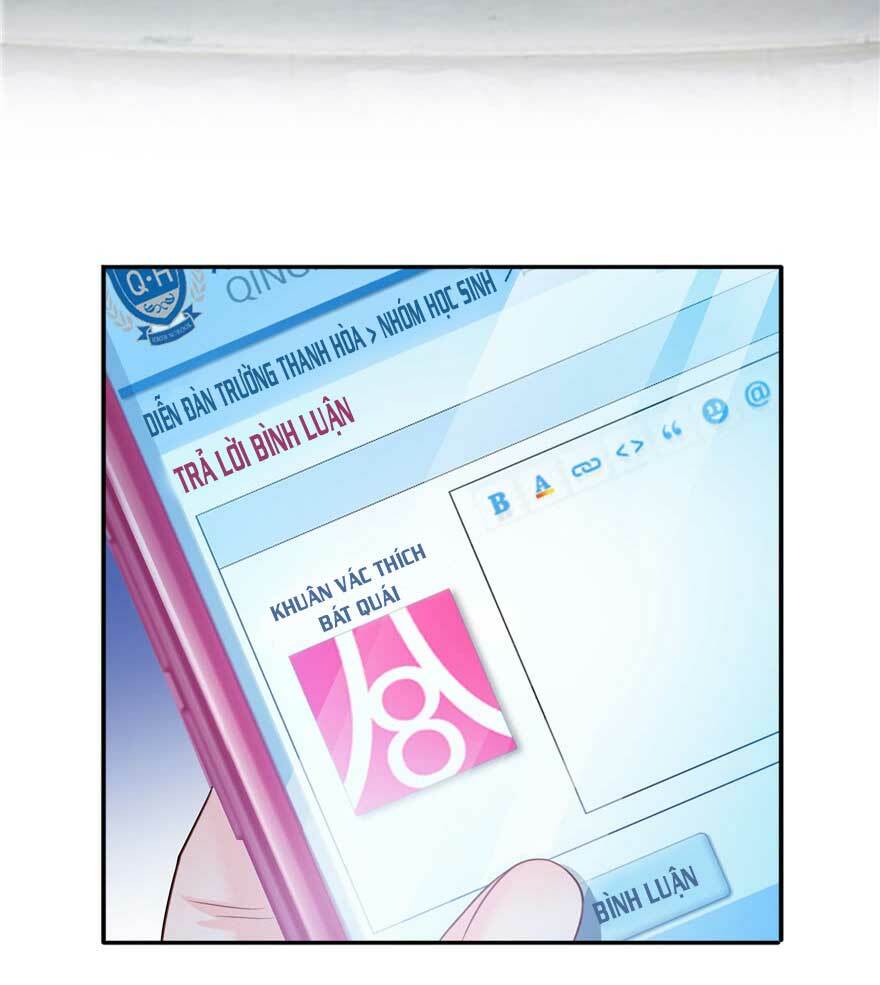 Q·H
QING
DIỄN ĐÀN TRƯỜNG THANH HÒA > NHÓM HỌC SINH >
TRẢ LỜI BÌNH LUẬN
B A <> “ @
KHUÂN VÁC THÍCH
BÁT QUÁI
BÌNH LUẬN